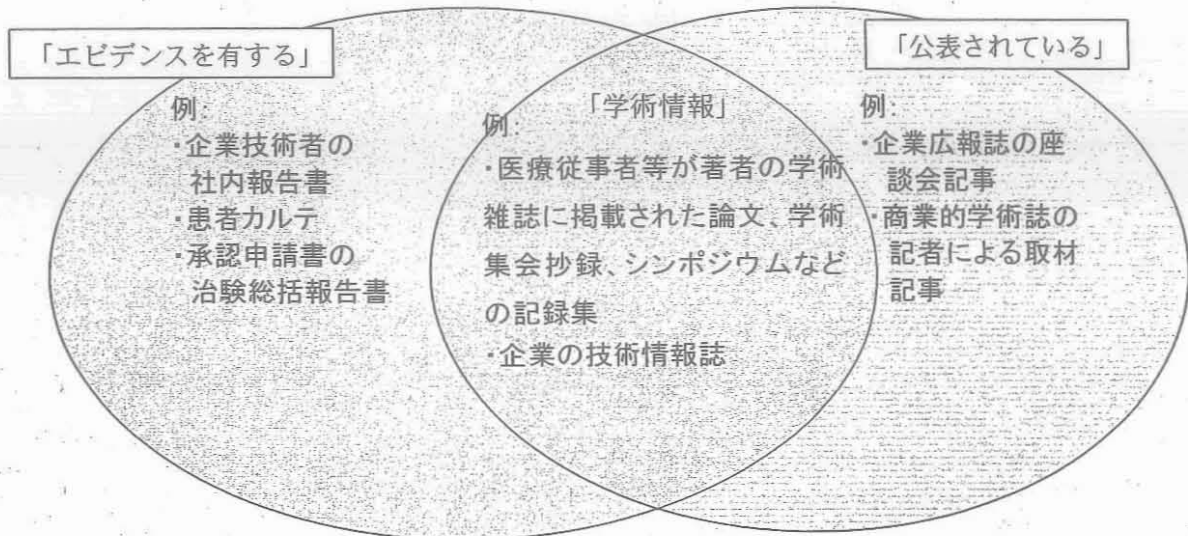 「エビデンスを有する」
例:
・企業技術者の
社内報告書
・患者カルテ
・承認申請書の
治験総括報告書
「学術情報」
例:
・医療従事者等が著者の学術
雑誌に掲載された論文、学術
集会抄録、シンポジウムなど
の記録集
・企業の技術情報誌
「公表されている」
例:
・企業広報誌の座
談会記事
・商業的学術誌の
記者による取材
記事